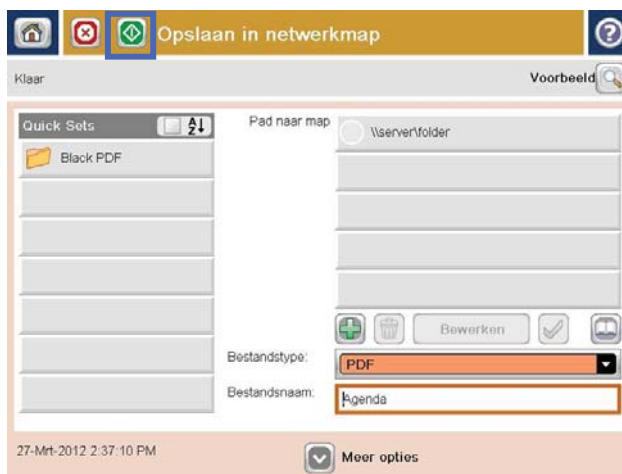 Opslaan in netwerkmap
Klaar
Voorbeeld
Quick Sets
Pad naar map
\\server\folder
Black PDF
Bewerken
Bestandstype:
PDF
Bestandsnaam:
Agenda
27-Mrt-2012 2:37:10 PM
Meer opties